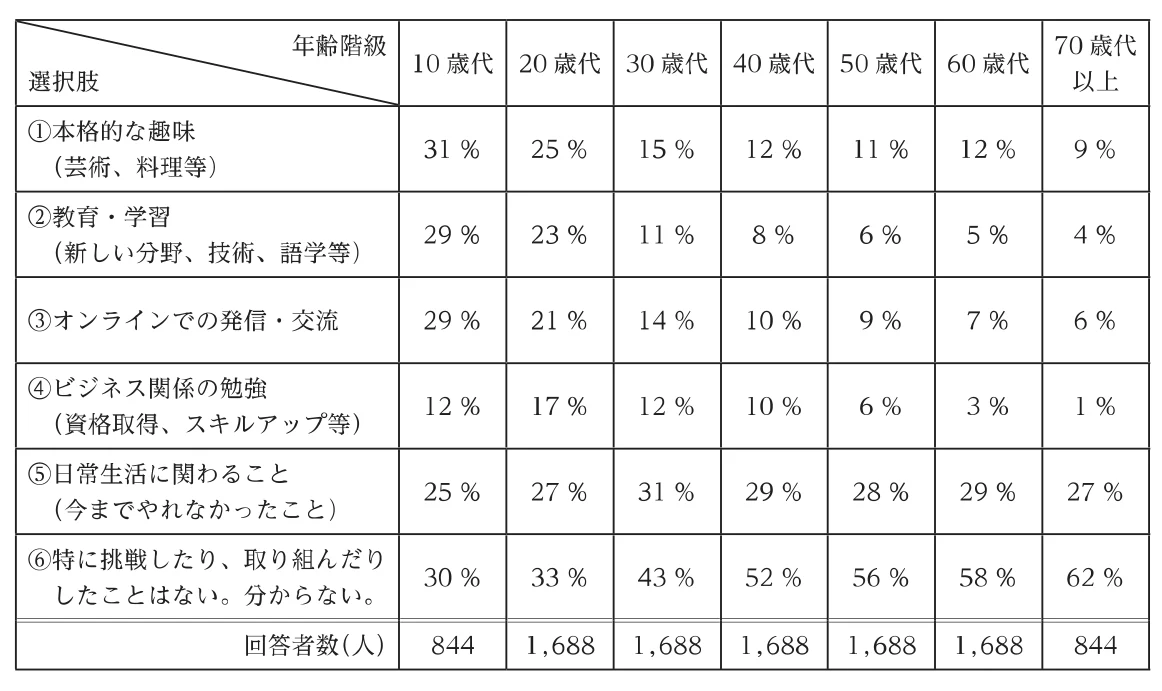 年齢階級
選択肢
10歳代 20歳代 30歳代 40歳代 50歳代 60歳代 70歳代
以上
①本格的な趣味
（芸術、料理等）
31 % 25 % 15 % 12 % 11 % 12 % 9 %
②教育・学習
（新しい分野、技術、語学等）
29 % 23 % 11 % 8 % 6 % 5 % 4 %
③オンラインでの発信・交流 29 % 21 % 14 % 10 % 9 % 7 % 6 %
④ビジネス関係の勉強
（資格取得、スキルアップ等）
12 % 17 % 12 % 10 % 6 % 3 % 1 %
⑤日常生活に関わること
（今までやれなかったこと）
25 % 27 % 31 % 29 % 28 % 29 % 27 %
⑥特に挑戦したり、取り組んだり
したことはない。分からない。
30 % 33 % 43 % 52 % 56 % 58 % 62 %
回答者数(人) 844 1,688 1,688 1,688 1,688 1,688 844